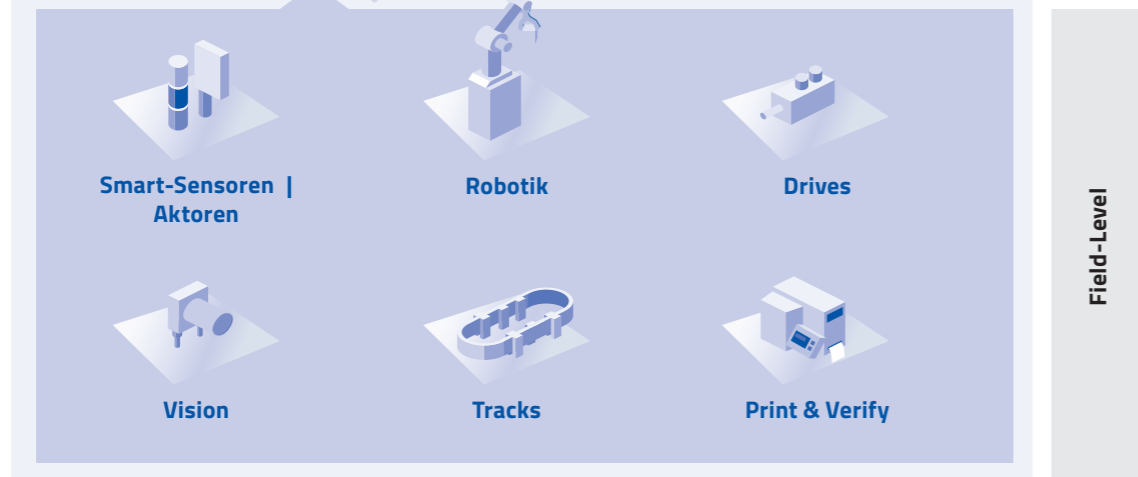 Smart-Sensoren |
Aktoren
Robotik
Drives
Vision
Tracks
Print & Verify
Field-Level